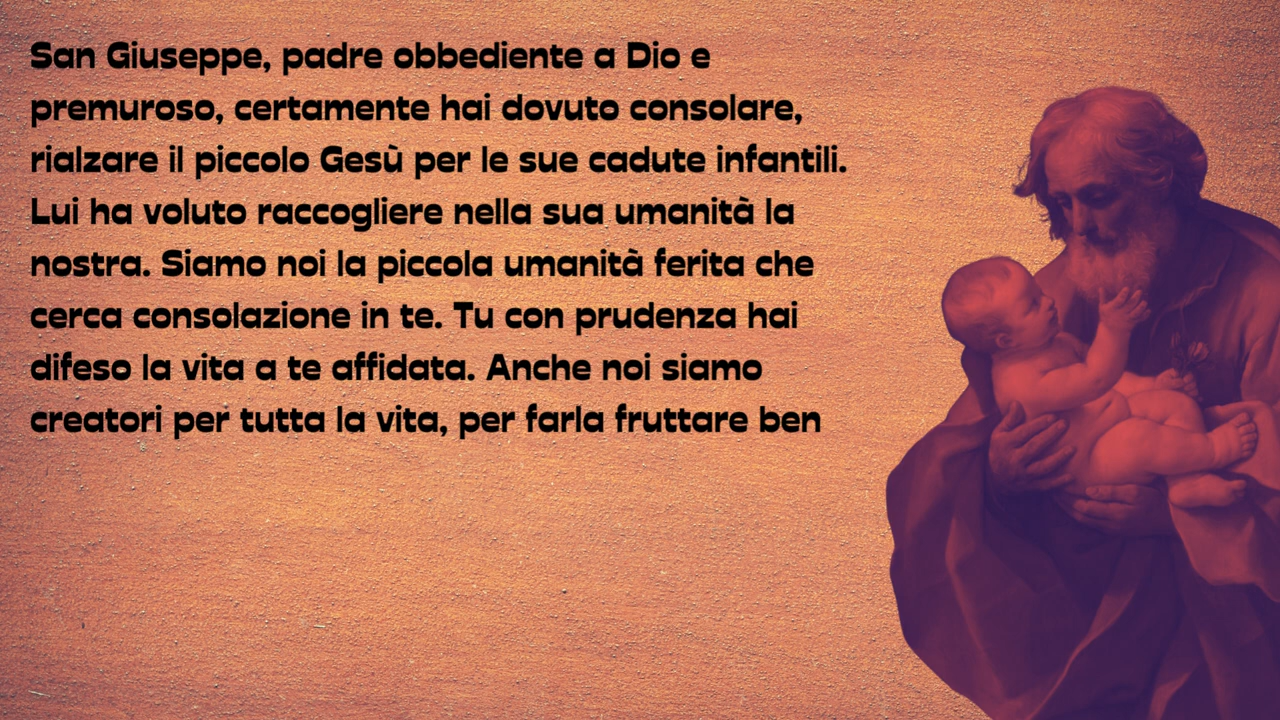 San Giuseppe, padre obbediente a Dio e
premuroso, certamente hai dovuto consolare,
rialzare il piccolo Gesù per le sue cadute infantili.
Lui ha voluto raccogliere nella sua umanità la
nostra. Siamo noi la piccola umanità ferita che
cerca consolazione in te. Tu con prudenza hai
difeso la vita a te affidata. Anche noi siamo
creatori per tutta la vita, per farla fruttare ben